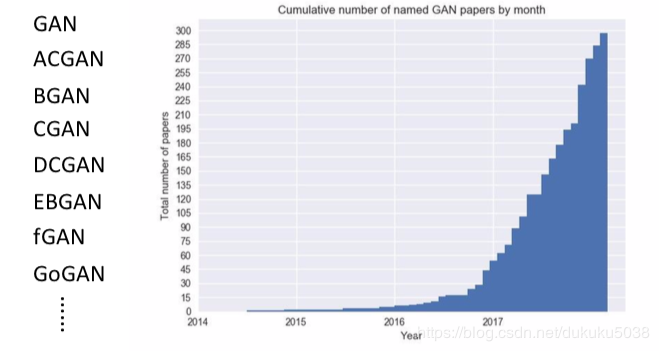 GAN
ACGAN
BGAN
CGAN
DCGAN
EBGAN
fGAN
GoGAN
......
Cumulative number of named GAN papers by month
Total number of papers
300
285
270
255
240
225
210
195
180
165
150
135
120
105
90
75
60
45
30
15
0
2014 2015 2016 2017
Year
https://blog.csdn.net/dukuku5038